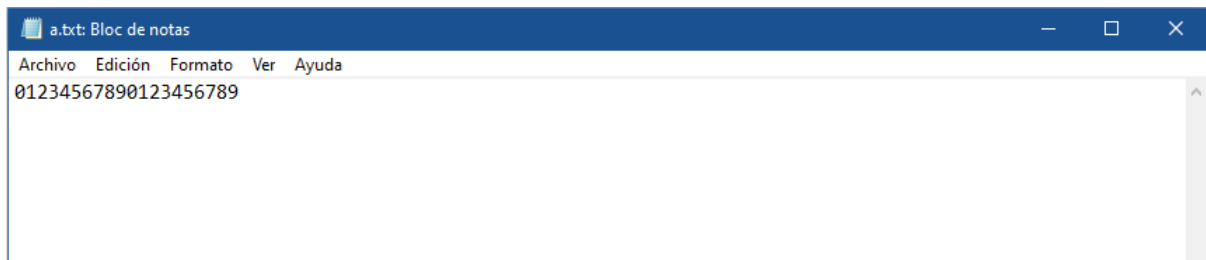 a.txt: Bloc de notas
Archivo Edición Formato Ver Ayuda
01234567890123456789